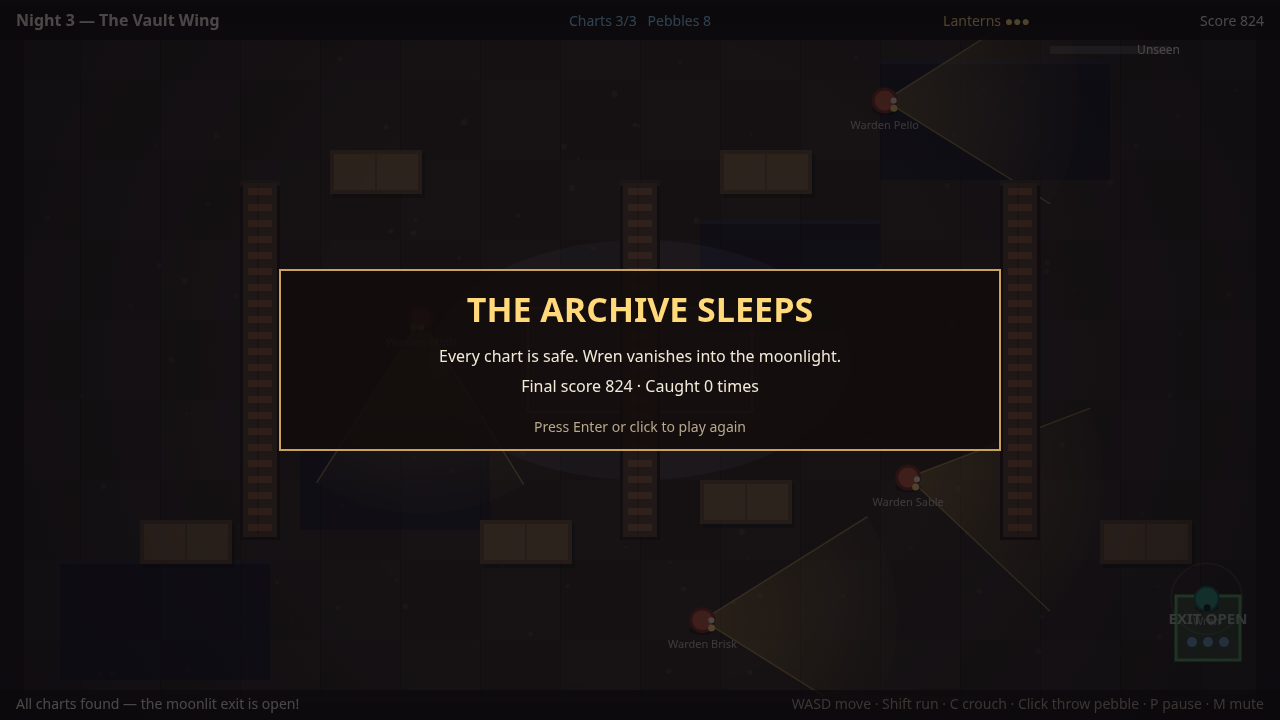 Night 3 — The Vault Wing
Charts 3/3 Pebbles 8
Lanterns
Score 824
Unseen
Warden Pello
THE ARCHIVE SLEEPS
Every chart is safe. Wren vanishes into the moonlight.
Final score 824 · Caught 0 times
Press Enter or click to play again
Warden Sable
Warden Brisk
EXIT OPEN
All charts found — the moonlit exit is open!
WASD move · Shift run · C crouch · Click throw pebble · P pause · M mute